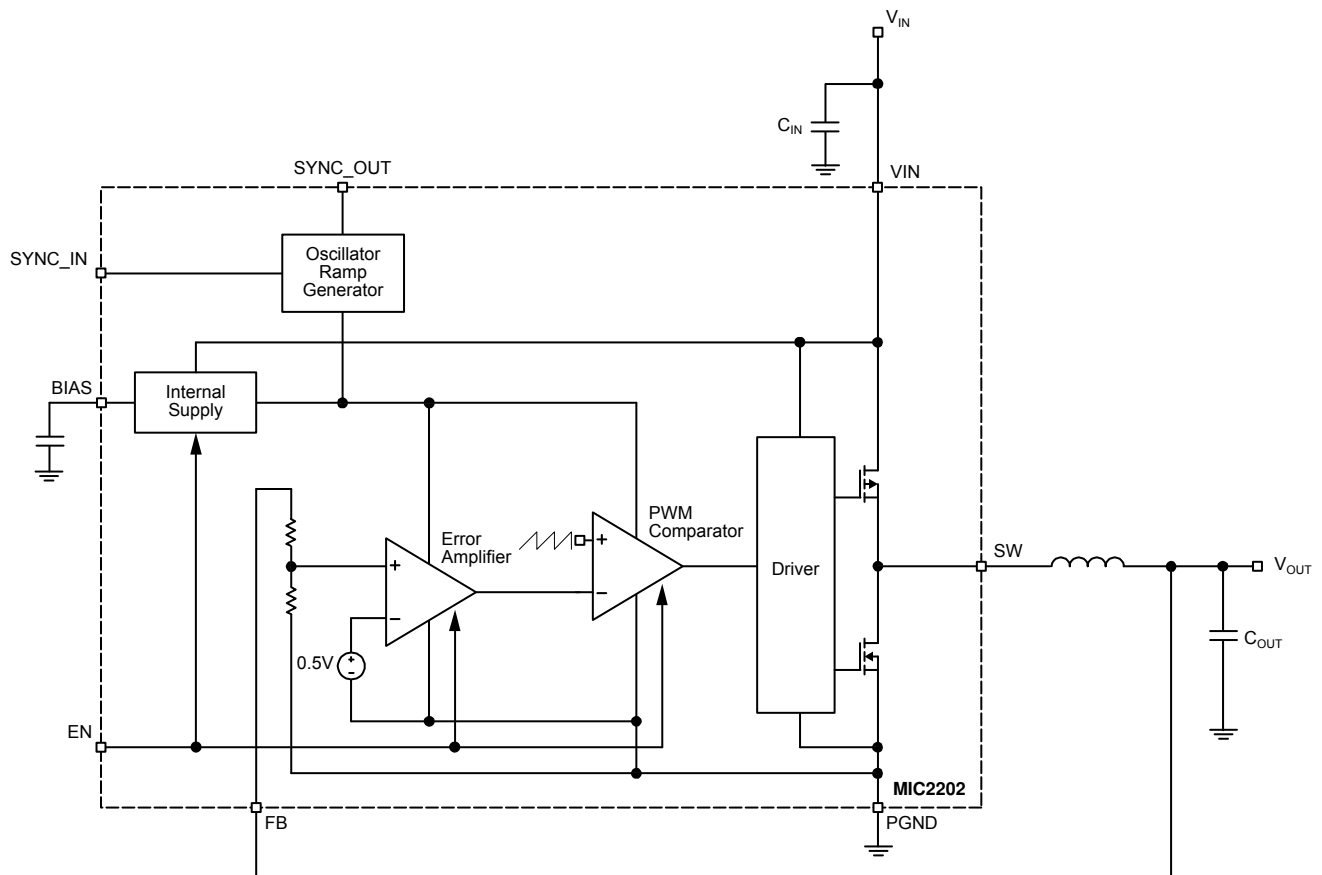 V_IN
C_IN
SYNC_OUT
VIN
SYNC_IN
Oscillator
Ramp
Generator
BIAS
Internal
Supply
PWM
Comparator
Error
Amplifier
+
−
+
−
SW
V_OUT
Driver
C_OUT
0.5V
+
-
EN
MIC2202
FB
PGND